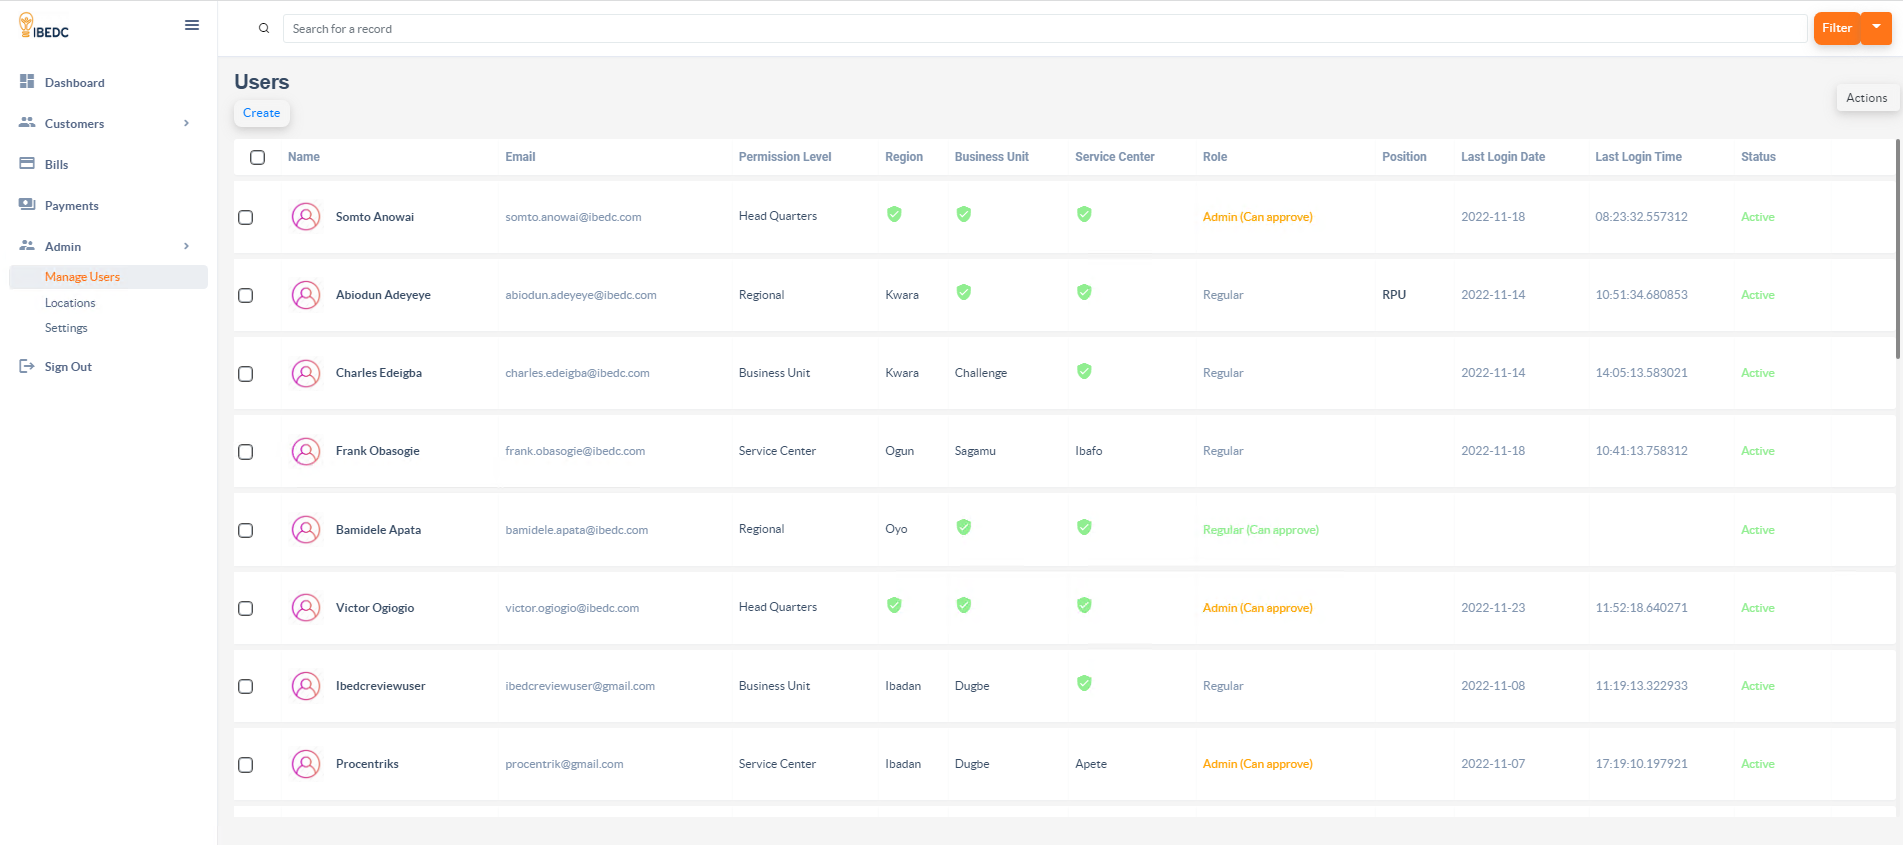 IBEDC
Search for a record
Filter
Dashboard
Customers
Bills
Payments
Admin
Manage Users
Locations
Settings
Sign Out
Users
Create
Actions
Name Email Permission Level Region Business Unit Service Center Role Position Last Login Date Last Login Time Status
Somto Anowai somto.anowai@ibedc.com Head Quarters Admin (Can approve) 2022-11-18 08:23:32.557312 Active
Abiodun Adeyeye abiodun.adeyeye@ibedc.com Regional Kwara Regular RPU 2022-11-14 10:51:34.680853 Active
Charles Edeigba charles.edeigba@ibedc.com Business Unit Kwara Challenge Regular 2022-11-14 14:05:13.583021 Active
Frank Obasogie frank.obasogie@ibedc.com Service Center Ogun Sagamu Ibafo Regular 2022-11-18 10:41:13.758312 Active
Bamidele Apata bamidele.apata@ibedc.com Regional Oyo Regular (Can approve) Active
Victor Ogiogio victor.ogiogio@ibedc.com Head Quarters Admin (Can approve) 2022-11-23 11:52:18.640271 Active
Ibedcreviewuser ibedcreviewuser@gmail.com Business Unit Ibadan Dugbe Regular 2022-11-08 11:19:13.322933 Active
Procentriks procentrik@gmail.com Service Center Ibadan Dugbe Apete Admin (Can approve) 2022-11-07 17:19:10.197921 Active